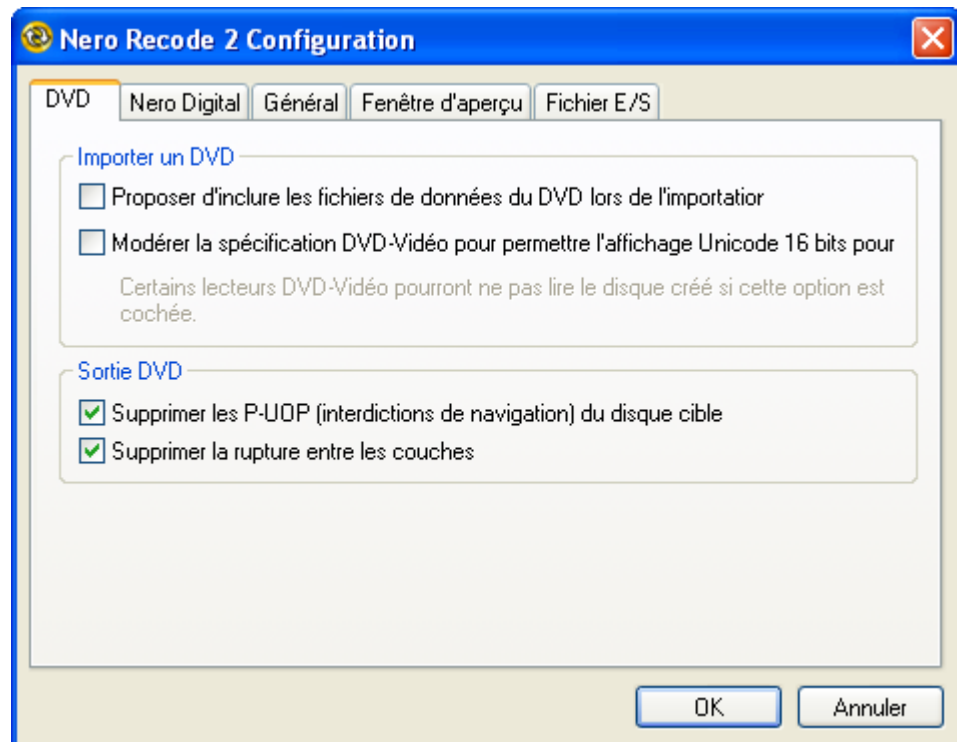 Nero Recode 2 Configuration
DVD Nero Digital Général Fenêtre d'aperçu Fichier E/S
Importer un DVD
Proposer d'inclure les fichiers de données du DVD lors de l'importatior
Modérer la spécification DVD-Vidéo pour permettre l'affichage Unicode 16 bits pour
Certains lecteurs DVD-Vidéo pourront ne pas lire le disque créé si cette option est
cochée.
Sortie DVD
Supprimer les P-UOP (interdictions de navigation) du disque cible
Supprimer la rupture entre les couches
OK Annuler